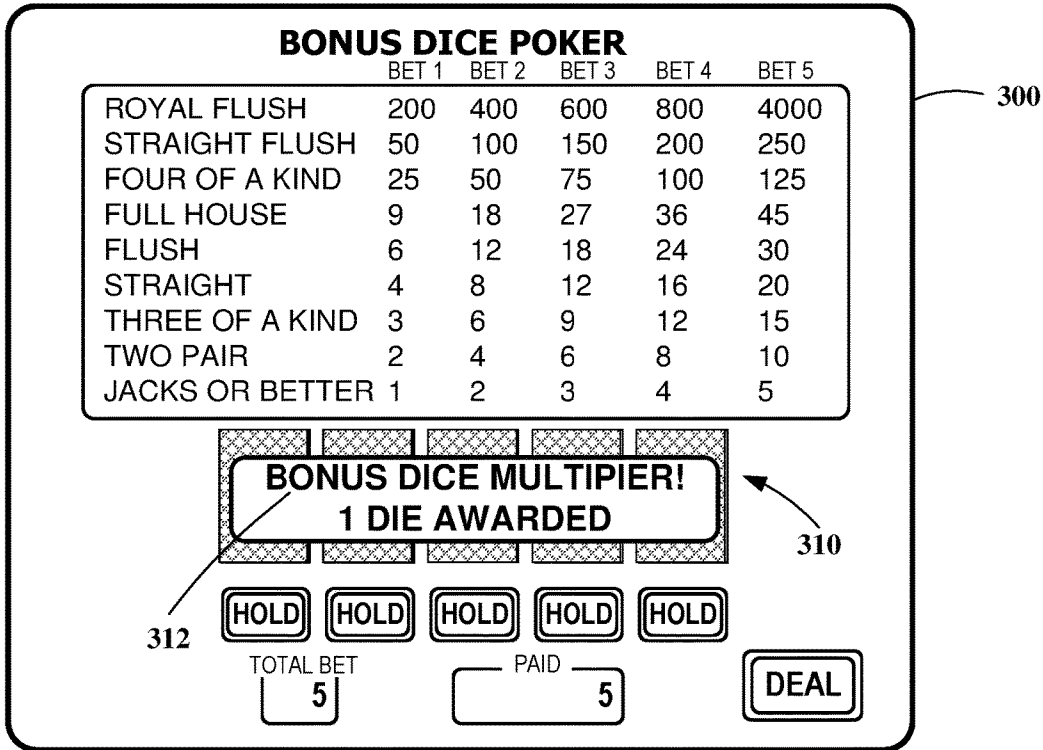 BONUS DICE POKER
BET 1 BET 2 BET 3 BET 4 BET 5
ROYAL FLUSH 200 400 600 800 4000
STRAIGHT FLUSH 50 100 150 200 250
FOUR OF A KIND 25 50 75 100 125
FULL HOUSE 9 18 27 36 45
FLUSH 6 12 18 24 30
STRAIGHT 4 8 12 16 20
THREE OF A KIND 3 6 9 12 15
TWO PAIR 2 4 6 8 10
JACKS OR BETTER 1 2 3 4 5
300
BONUS DICE MULTIPIER!
1 DIE AWARDED
310
HOLD HOLD HOLD HOLD HOLD
312
TOTAL BET PAID
5 5
DEAL